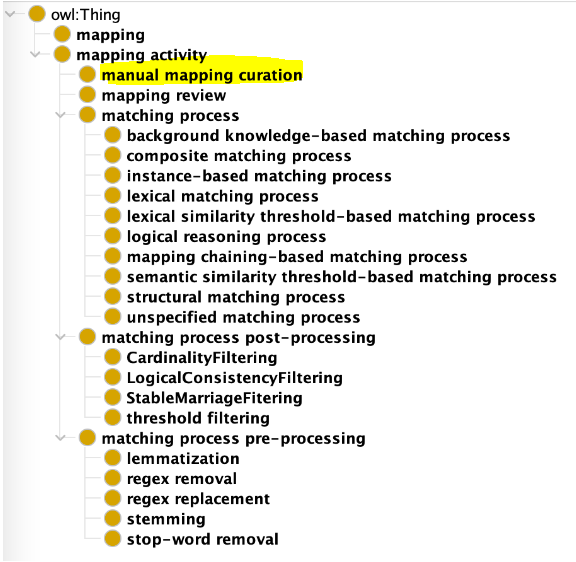 owl:Thing
mapping
mapping activity
manual mapping curation
mapping review
matching process
background knowledge-based matching process
composite matching process
instance-based matching process
lexical matching process
lexical similarity threshold-based matching process
logical reasoning process
mapping chaining-based matching process
semantic similarity threshold-based matching process
structural matching process
unspecified matching process
matching process post-processing
CardinalityFiltering
LogicalConsistencyFiltering
StableMarriageFitering
threshold filtering
matching process pre-processing
lemmatization
regex removal
regex replacement
stemming
stop-word removal